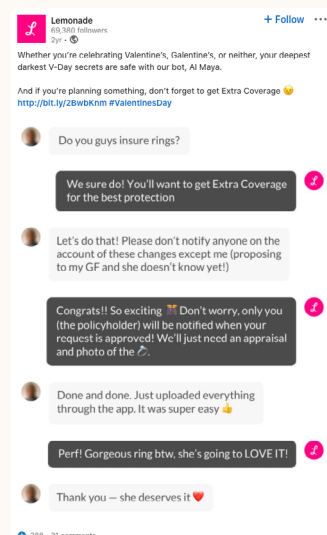 Lemonade
69,380 followers
2yr •
+ Follow ...
Whether you're celebrating Valentine's, Galentine's, or neither, your deepest
darkest V-Day secrets are safe with our bot, AI Maya.
And if you're planning something, don't forget to get Extra Coverage 😉
http://bit.ly/2BwbKnm #ValentinesDay
Do you guys insure rings?
We sure do! You'll want to get Extra Coverage
for the best protection
Let's do that! Please don't notify anyone on the
account of these changes except me (proposing
to my GF and she doesn't know yet!)
Congrats!! So exciting 👯 Don't worry, only you
(the policyholder) will be notified when your
request is approved! We'll just need an appraisal
and photo of the 💍.
Done and done. Just uploaded everything
through the app. It was super easy 👍
Perf! Gorgeous ring btw, she's going to LOVE IT!
Thank you — she deserves it ❤️